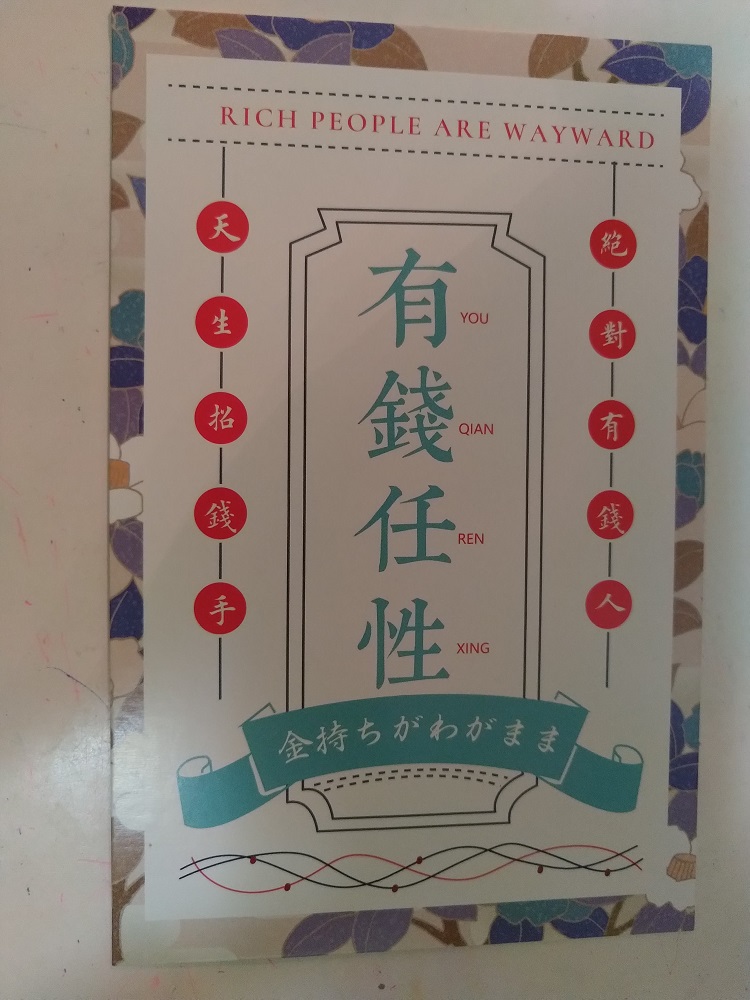 RICH PEOPLE ARE WAYWARD
絕對有錢人
有錢任性
YOU
QIAN
REN
XING
天生招錢手
金持ちがわがまま